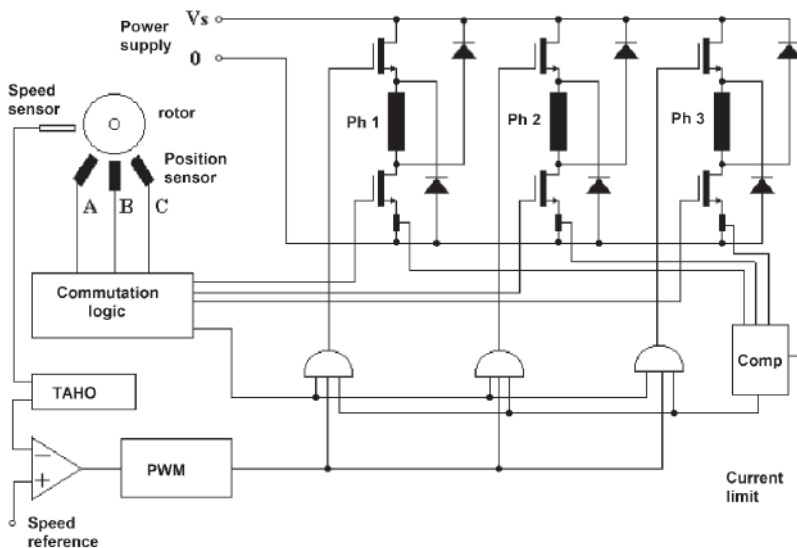 Power
supply
Vs
0
Speed
sensor
rotor
Position
sensor
A
B
C
Ph 1
Ph 2
Ph 3
Commutation
logic
Comp
TAHO
PWM
Current
limit
Speed
reference